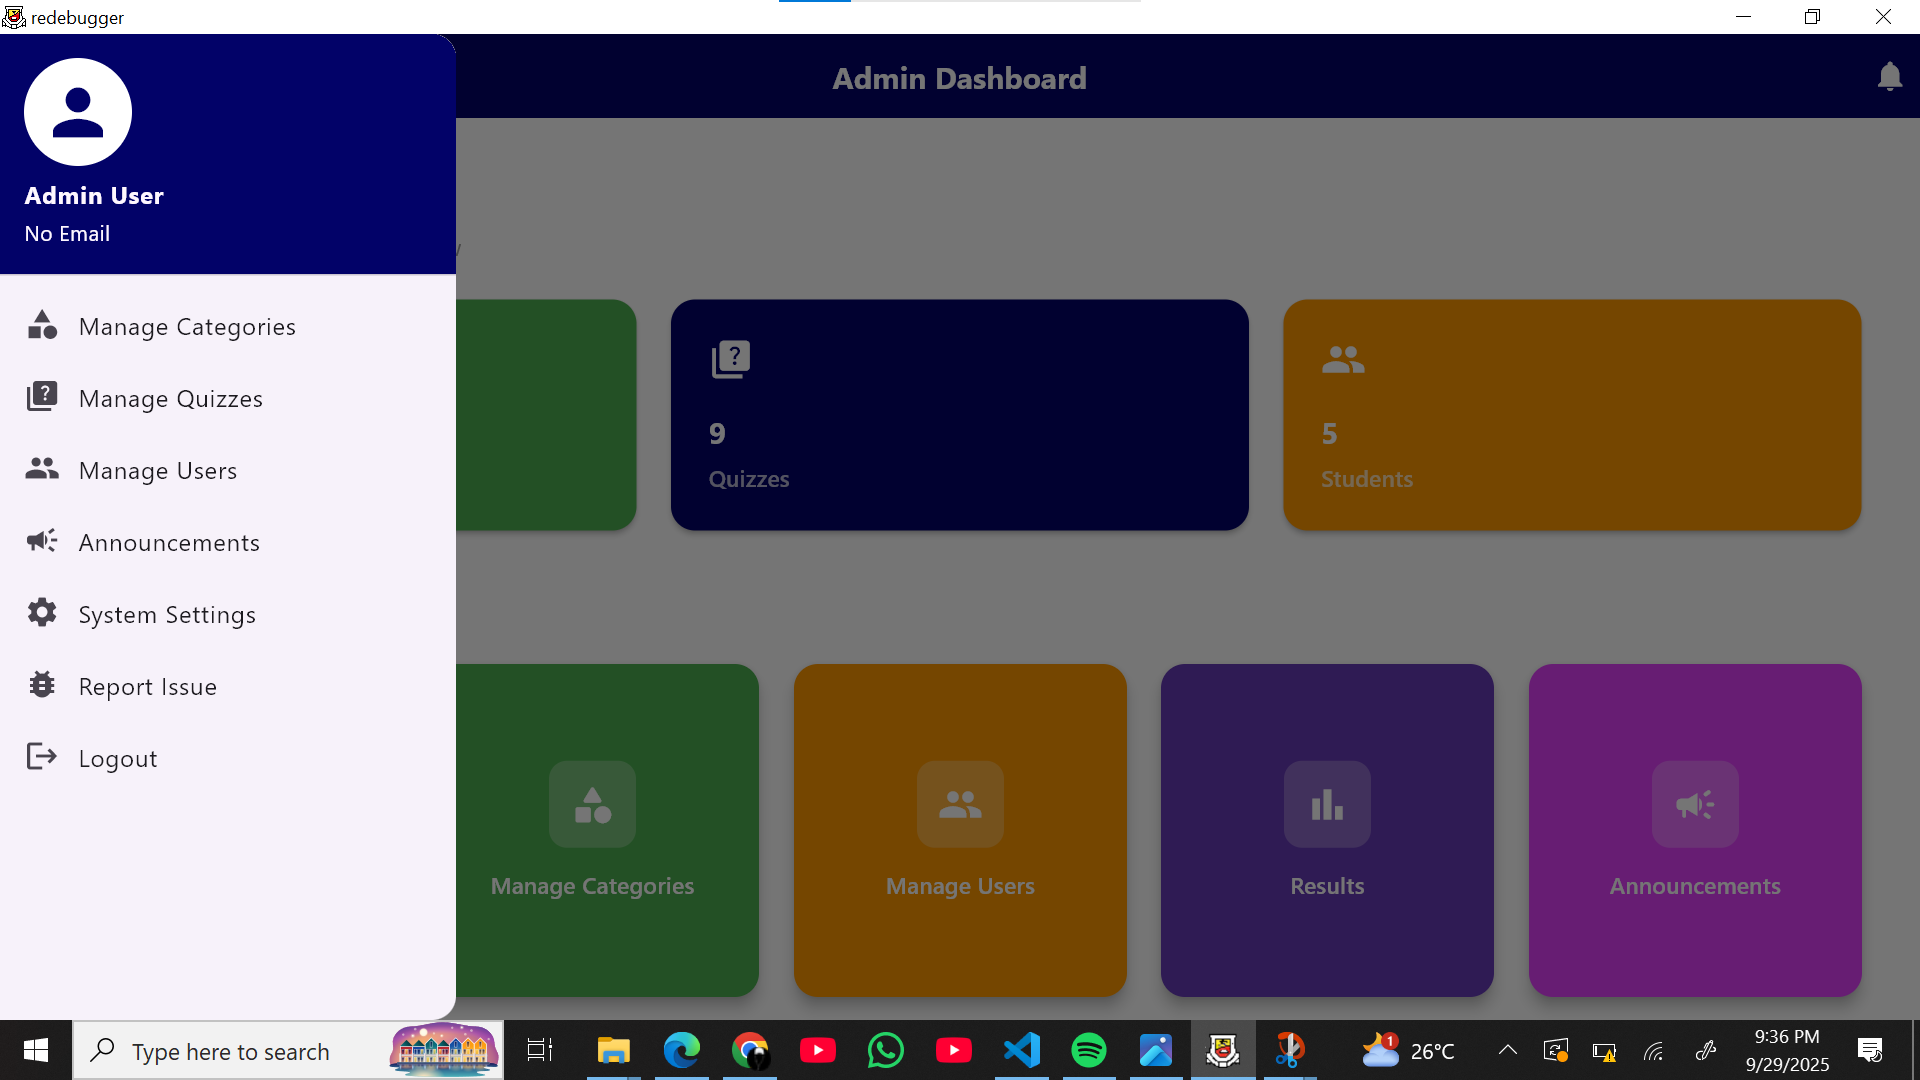 redebugger
Admin Dashboard
Admin User
No Email
Manage Categories
Manage Quizzes
Manage Users
Announcements
System Settings
Report Issue
Logout
9
Quizzes
5
Students
Manage Categories
Manage Users
Results
Announcements
Type here to search
1
26°C
9:36 PM
9/29/2025